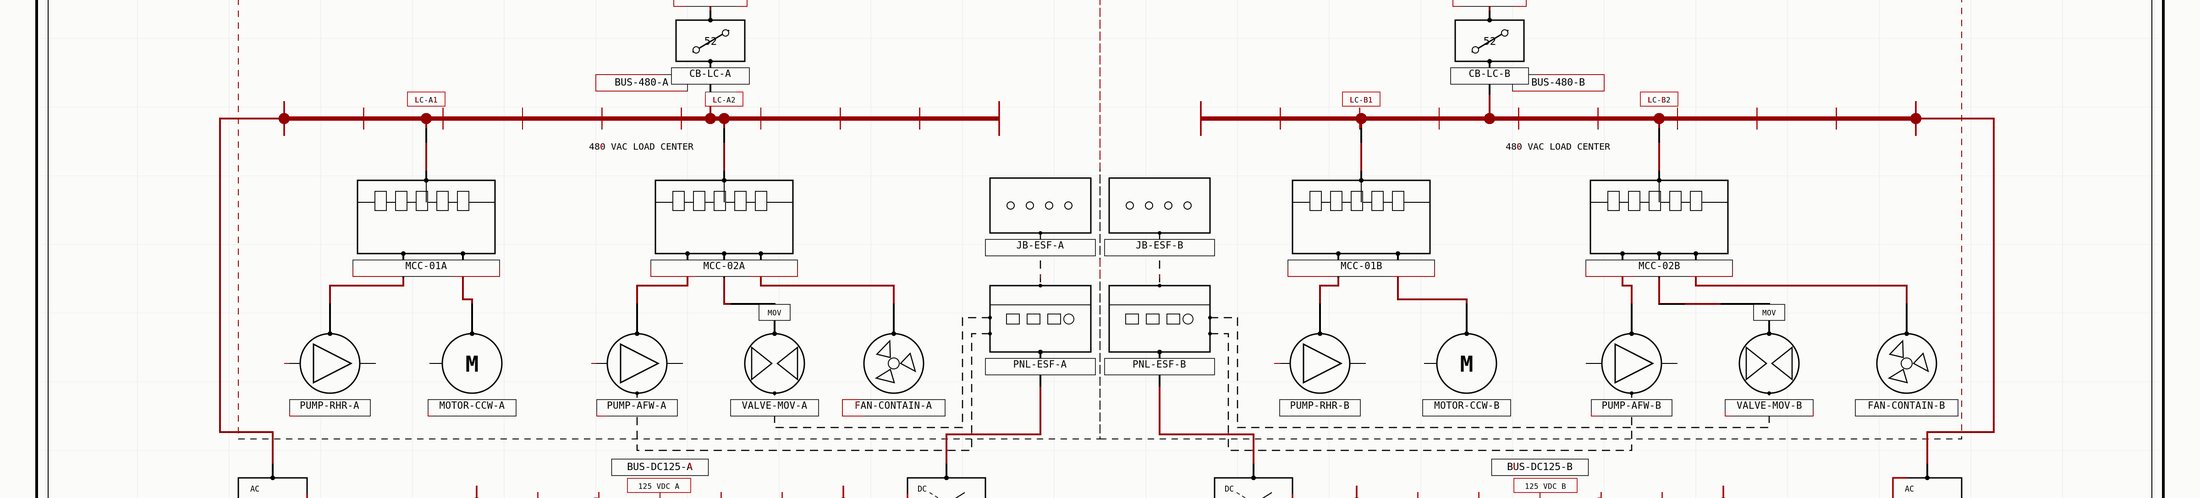 52
52
CB-LC-A
CB-LC-B
BUS-480-A
BUS-480-B
LC-A1
LC-A2
LC-B1
LC-B2
480 VAC LOAD CENTER
480 VAC LOAD CENTER
JB-ESF-A
JB-ESF-B
MCC-01A
MCC-02A
MCC-01B
MCC-02B
MOV
MOV
M
M
PNL-ESF-A
PNL-ESF-B
PUMP-RHR-A
MOTOR-CCW-A
PUMP-AFW-A
VALVE-MOV-A
FAN-CONTAIN-A
PUMP-RHR-B
MOTOR-CCW-B
PUMP-AFW-B
VALVE-MOV-B
FAN-CONTAIN-B
BUS-DC125-A
BUS-DC125-B
125 VDC A
125 VDC B
AC
DC
DC
AC